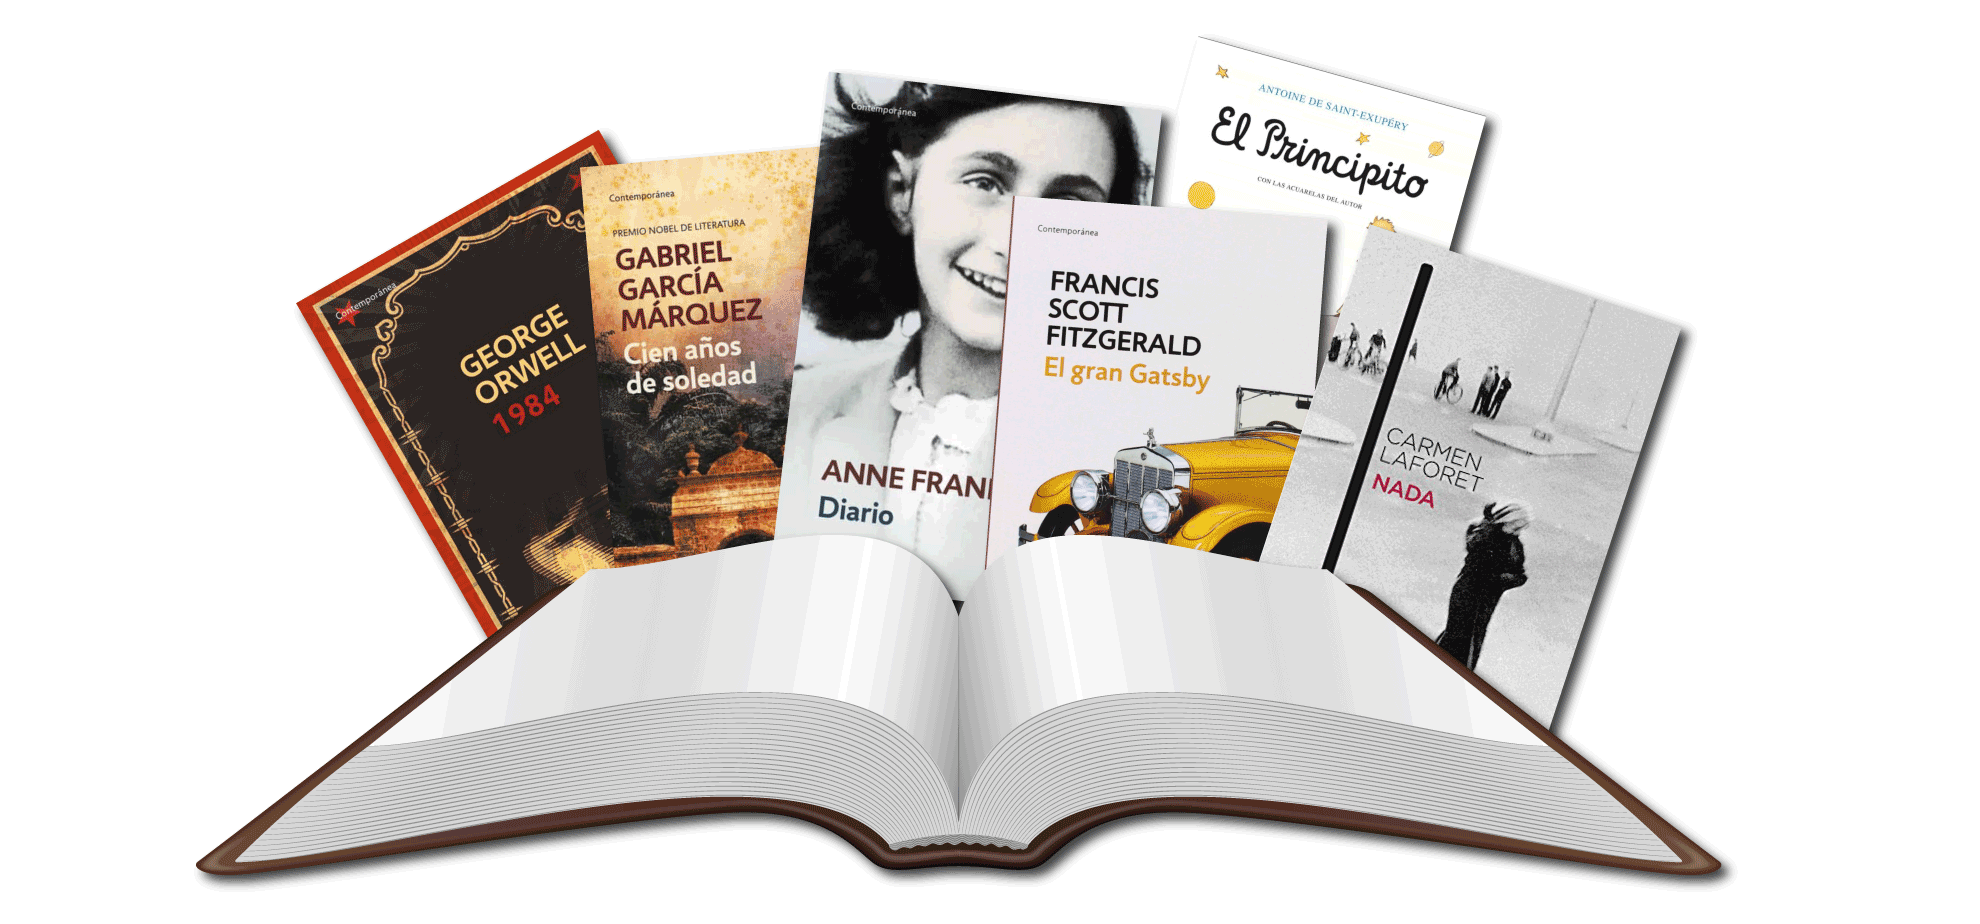 Contemporánea
GEORGE
ORWELL
1984
Contemporánea
PREMIO NOBEL DE LITERATURA
GABRIEL
GARCÍA
MÁRQUEZ
Cien años
de soledad
Contemporánea
ANNE FRAN
Diario
Contemporánea
FRANCIS
SCOTT
FITZGERALD
El gran Gatsby
ANTOINE DE SAINT-EXUPÉRY
El Principito
CON LAS ACUARELAS DEL AUTOR
CARMEN
LAFORET
NADA